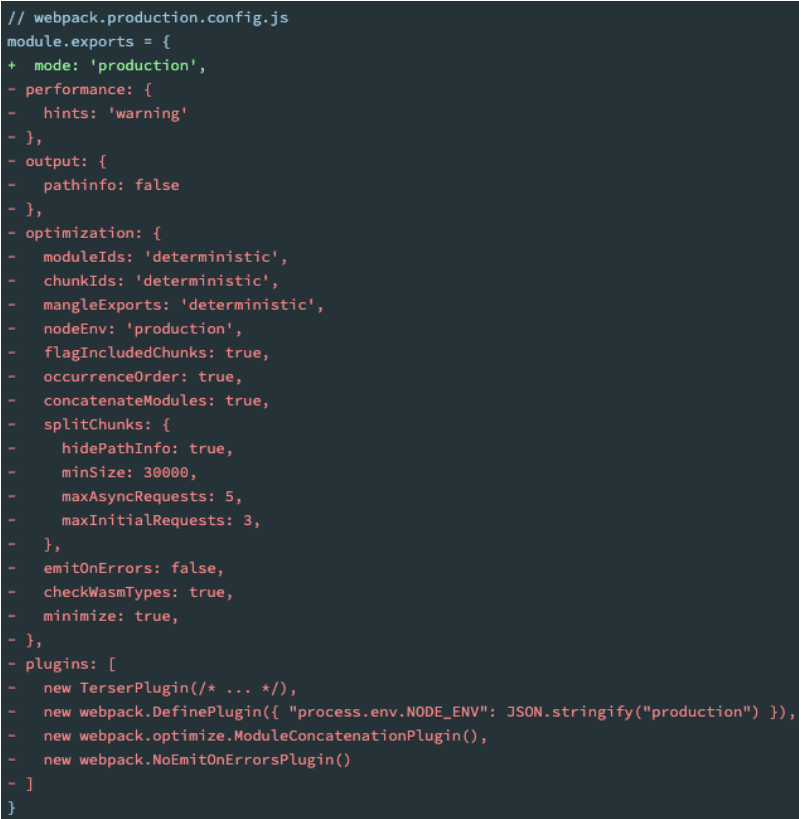 // webpack.production.config.js
module.exports = {
+  mode: 'production',
- performance: {
-   hints: 'warning'
- },
- output: {
-   pathinfo: false
- },
- optimization: {
-   moduleIds: 'deterministic',
-   chunkIds: 'deterministic',
-   mangleExports: 'deterministic',
-   nodeEnv: 'production',
-   flagIncludedChunks: true,
-   occurrenceOrder: true,
-   concatenateModules: true,
-   splitChunks: {
-     hidePathInfo: true,
-     minSize: 30000,
-     maxAsyncRequests: 5,
-     maxInitialRequests: 3,
-   },
-   emitOnErrors: false,
-   checkWasmTypes: true,
-   minimize: true,
- },
- plugins: [
-   new TerserPlugin(/* ... */),
-   new webpack.DefinePlugin({ "process.env.NODE_ENV": JSON.stringify("production") }),
-   new webpack.optimize.ModuleConcatenationPlugin(),
-   new webpack.NoEmitOnErrorsPlugin()
- ]
}